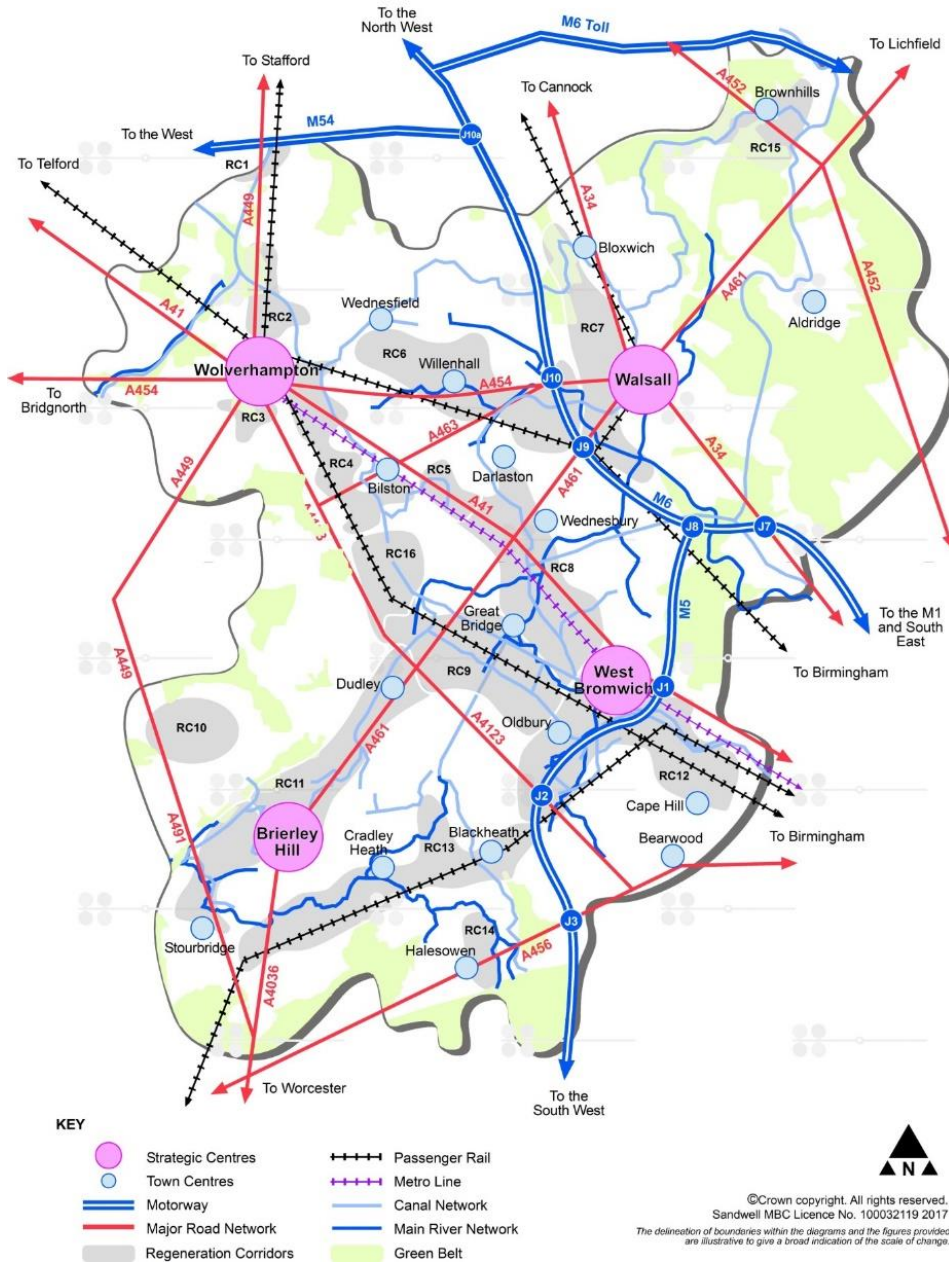 To the
North West
M6 Toll
To Lichfield
To Stafford
A452
Brownhills
To Cannock
M54
J10a
To the West
RC15
RC1
To Telford
A449
A34
Bloxwich
A461
A452
A41
Wednesfield
Aldridge
RC2
RC7
RC6
Willenhall
Wolverhampton
A454
J10
Walsall
A454
To
Bridgnorth
RC3
A463
J9
A34
A449
RC4
RC5
A461
Bilston
Darlaston
M6
A41
Wednesbury
J8
J7
RC16
RC8
M5
Great
Bridge
To the M1
and South
East
A449
West
Bromwich
To Birmingham
RC9
Dudley
J1
RC10
A461
A4123
Oldbury
RC11
RC12
J2
Cape Hill
Brierley
Hill
A491
Cradley
Heath
Blackheath
RC13
Bearwood
To Birmingham
Stourbridge
RC14
J3
Halesowen
A456
A4036
To Worcester
To the
South West
KEY
Strategic Centres
Town Centres
Motorway
Major Road Network
Regeneration Corridors
Passenger Rail
Metro Line
Canal Network
Main River Network
Green Belt
N
©Crown copyright. All rights reserved.
Sandwell MBC Licence No. 100032119 2017
The delineation of boundaries within the diagrams and the figures provided
are illustrative to give a broad indication of the scale of change.